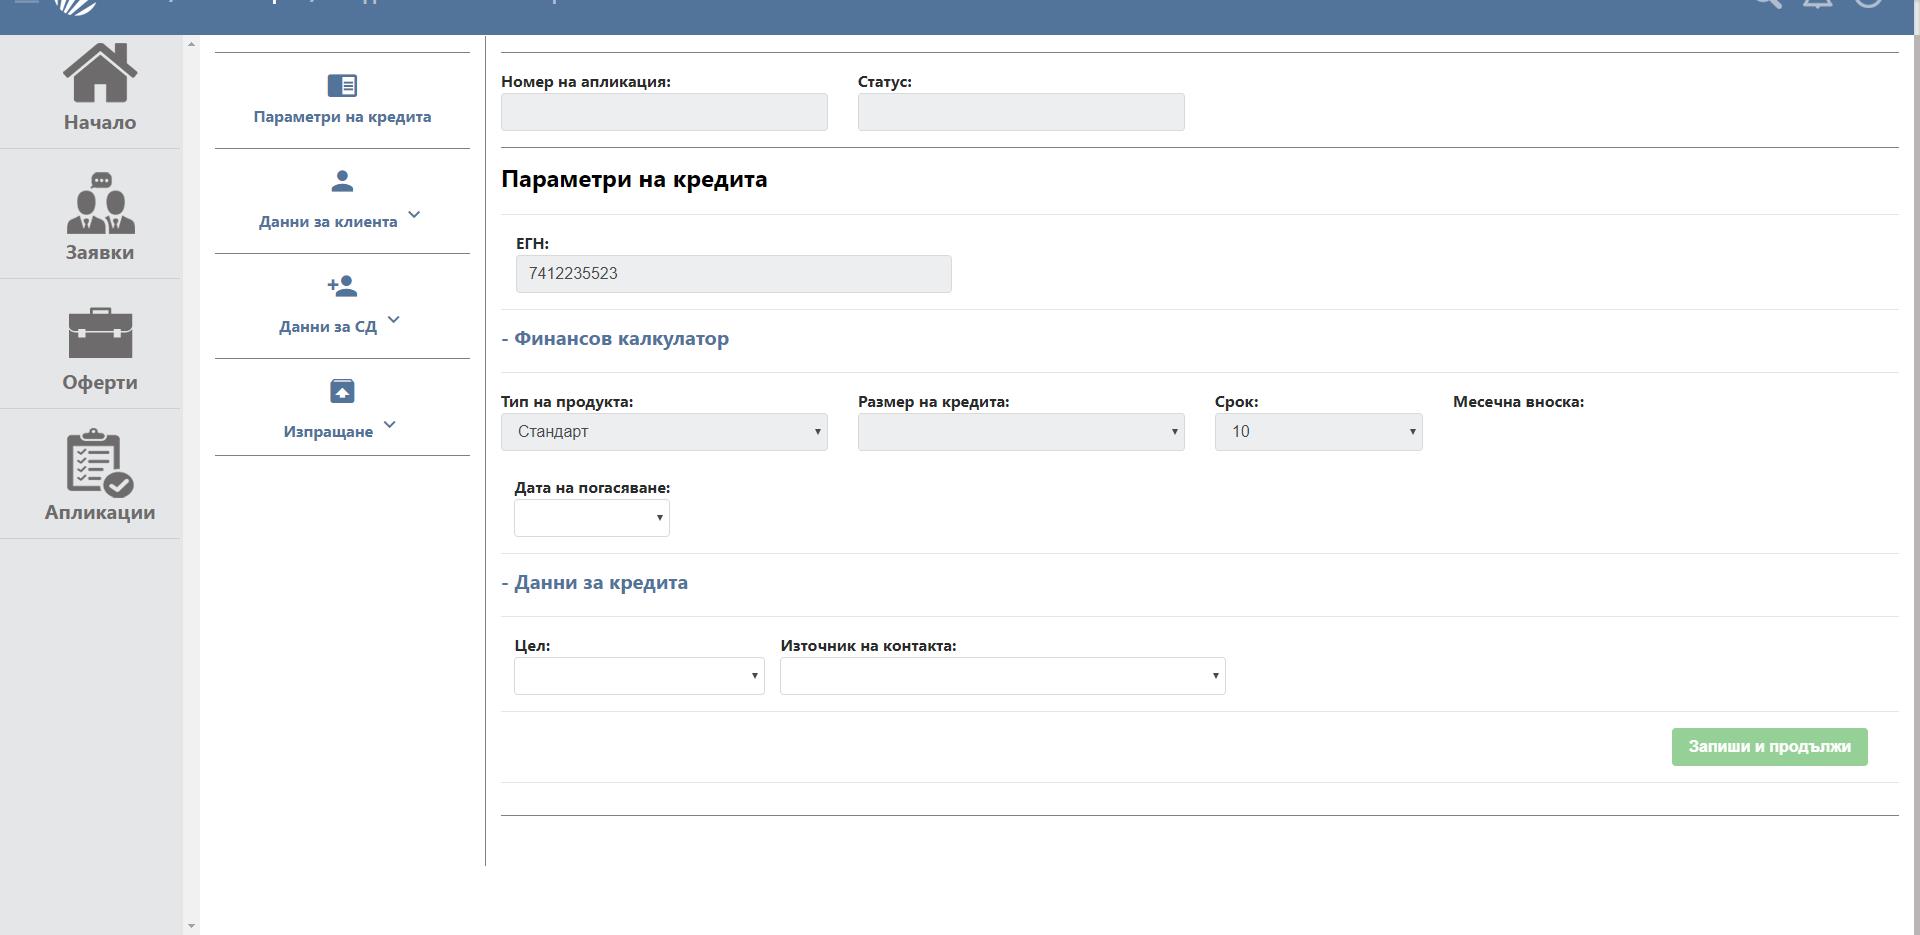 Начало
Заявки
Оферти
Апликации
Параметри на кредита
Данни за клиента
Данни за СД
Изпращане
Номер на апликация: Статус:
Параметри на кредита
ЕГН:
7412235523
- Финансов калкулатор
Тип на продукта: Размер на кредита: Срок: Месечна вноска:
Стандарт 10
Дата на погасяване:
- Данни за кредита
Цел: Източник на контакта:
Запиши и продължи